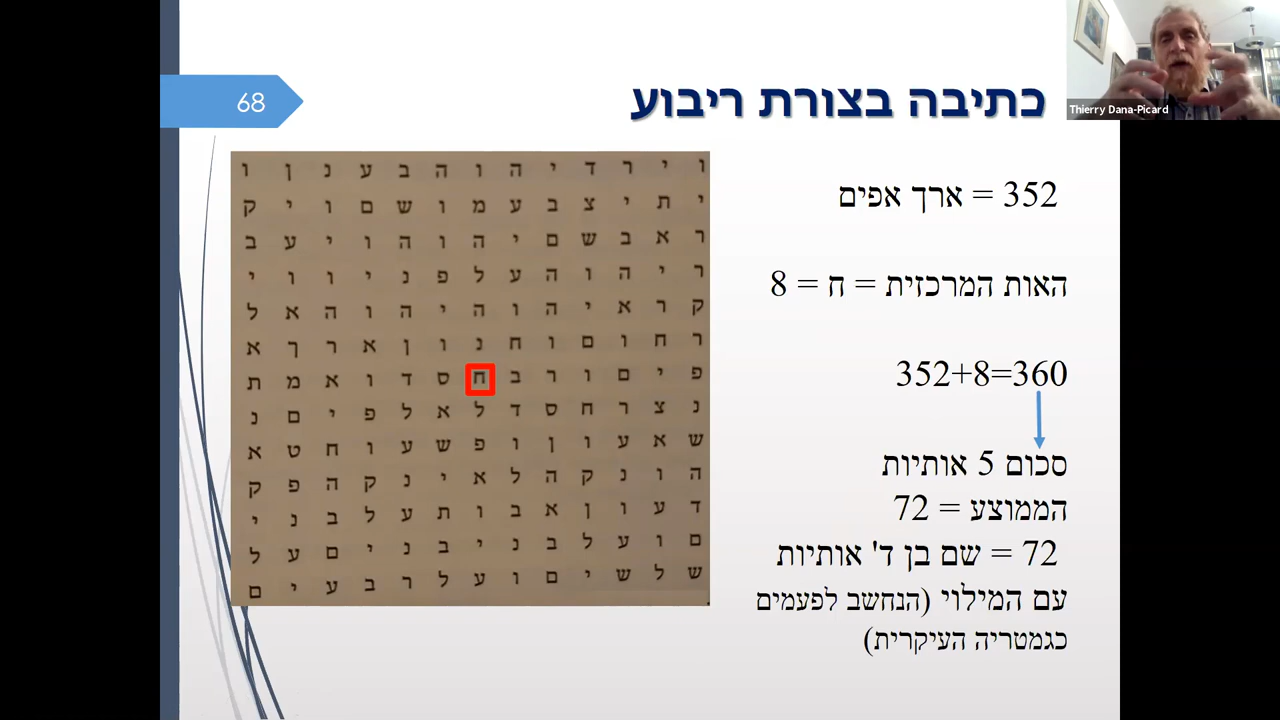 68
כתיבה בצורת ריבוע
Thierry Dana-Picard
ו י ר ד י ה ו ה ב ע נ ן ו
י ת י צ ב ע מ ו ש ם ו י ק
ר א ב ש ם י ה ו ה ו י ע ב
ר י ה ו ה ע ל פ נ י ו ו י
ק ר א י ה ו ה י ה ו ה א ל
ר ח ו ם ו ח נ ו ן א ר ך א
פ י ם ו ר ב ח ס ד ו א מ ת
נ צ ר ח ס ד ל א ל פ י ם נ
ש א ע ו ן ו פ ש ע ו ח ט א
ה ו נ ק ה ל א י נ ק ה פ ק
ד ע ו ן א ב ו ת ע ל ב נ י
ם ו ע ל ב נ י ב נ י ם ע ל
ש ל ש י ם ו ע ל ר ב ע י ם
352 = ארך אפים
האות המרכזית = ח = 8
352+8=360
סכום 5 אותיות
הממוצע = 72
72 = שם בן ד' אותיות
עם המילוי (הנחשב לפעמים
כגמטריה העיקרית)